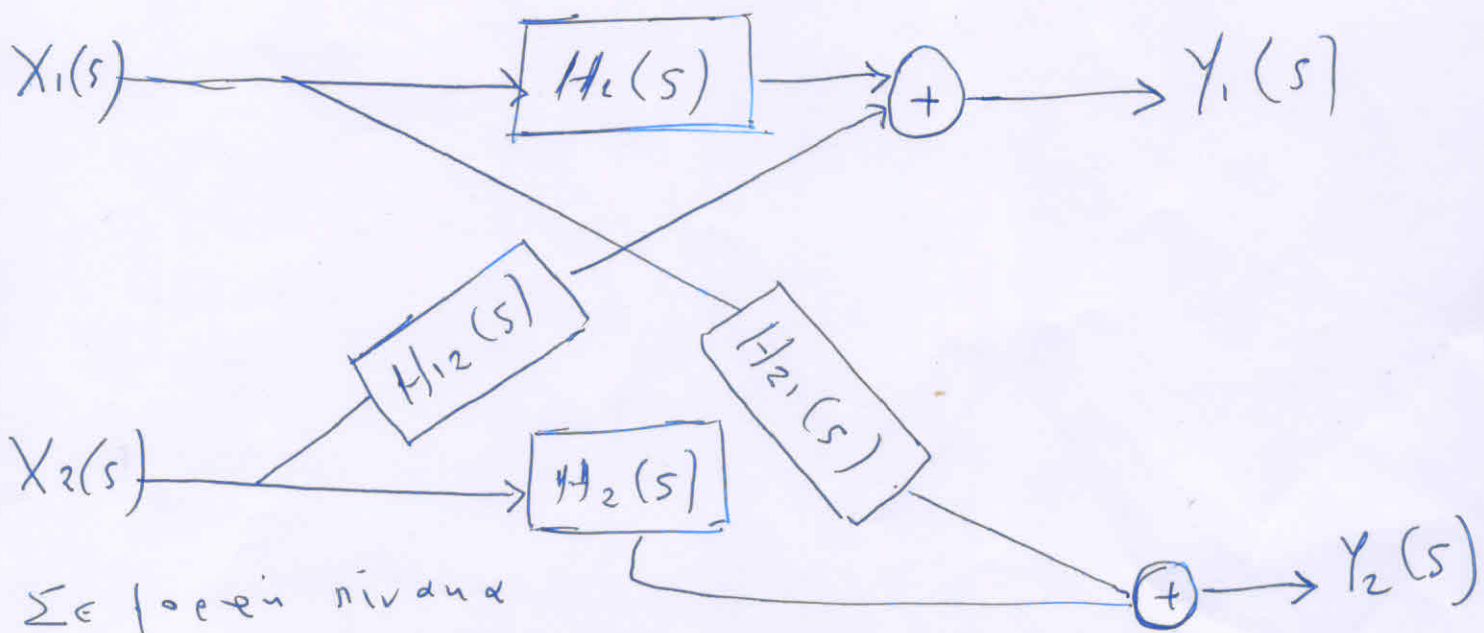 X₁(s) H₁(s) + Y₁(s)
H₁₂(s) H₂₁(s)
X₂(s) H₂(s)
+ Y₂(s)
Σε μορφή πίνακα